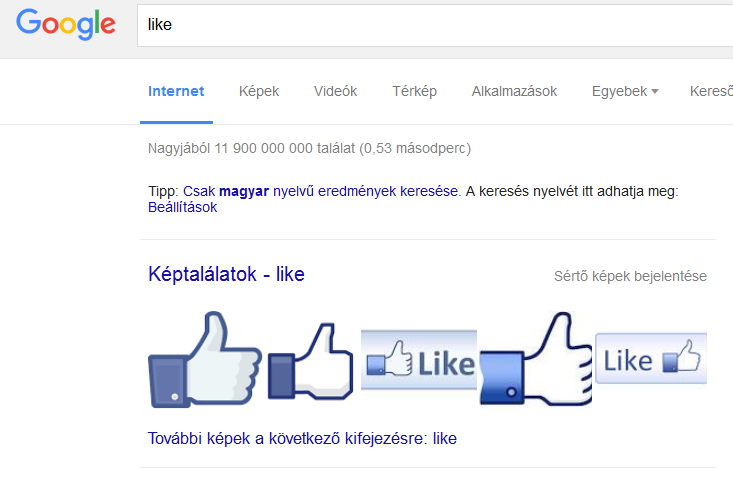 Google like
Internet Képek Videók Térkép Alkalmazások Egyebek
Nagyjából 11 900 000 000 találat (0,53 másodperc)
Tipp: Csak magyar nyelvű eredmények keresése. A keresés nyelvét itt adhatja meg:
Beállítások
Képtalálatok - like Sértő képek bejelentése
Like Like
További képek a következő kifejezésre: like